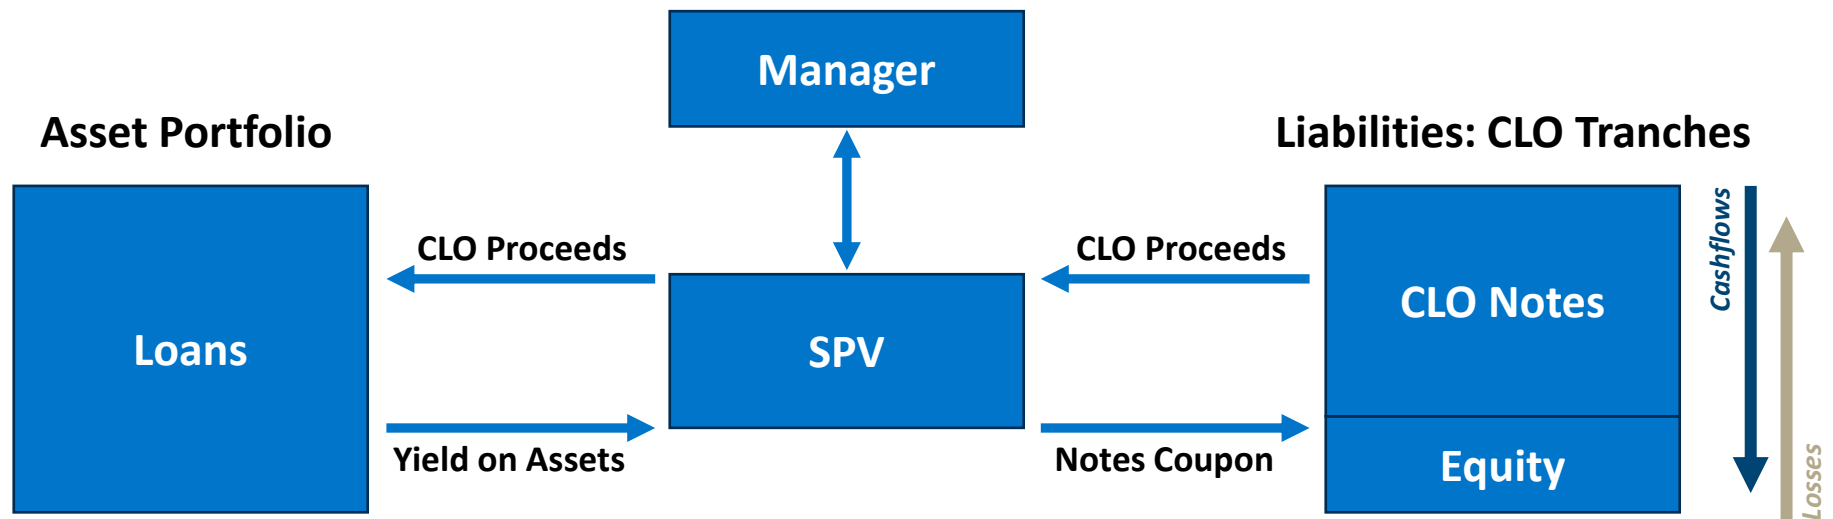 Manager
Asset Portfolio
Liabilities: CLO Tranches
CLO Proceeds
CLO Proceeds
Cashflows
Loans
SPV
CLO Notes
Yield on Assets
Notes Coupon
Equity
Losses